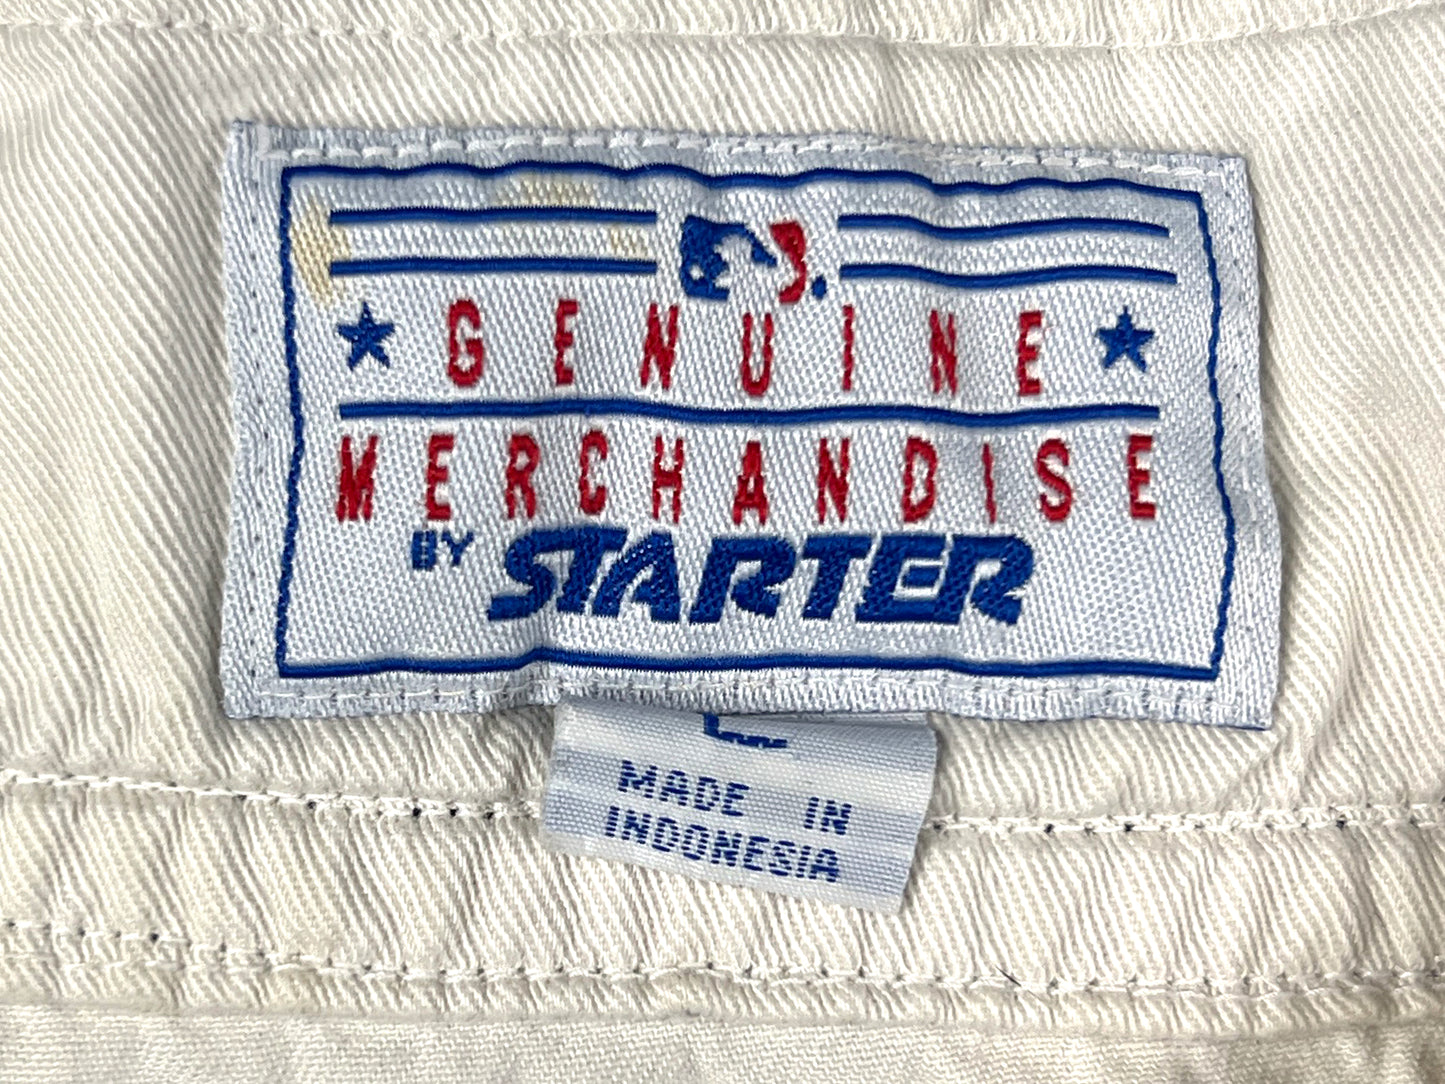 GENUINE
MERCHANDISE
BY STARTER
L
MADE IN
INDONESIA